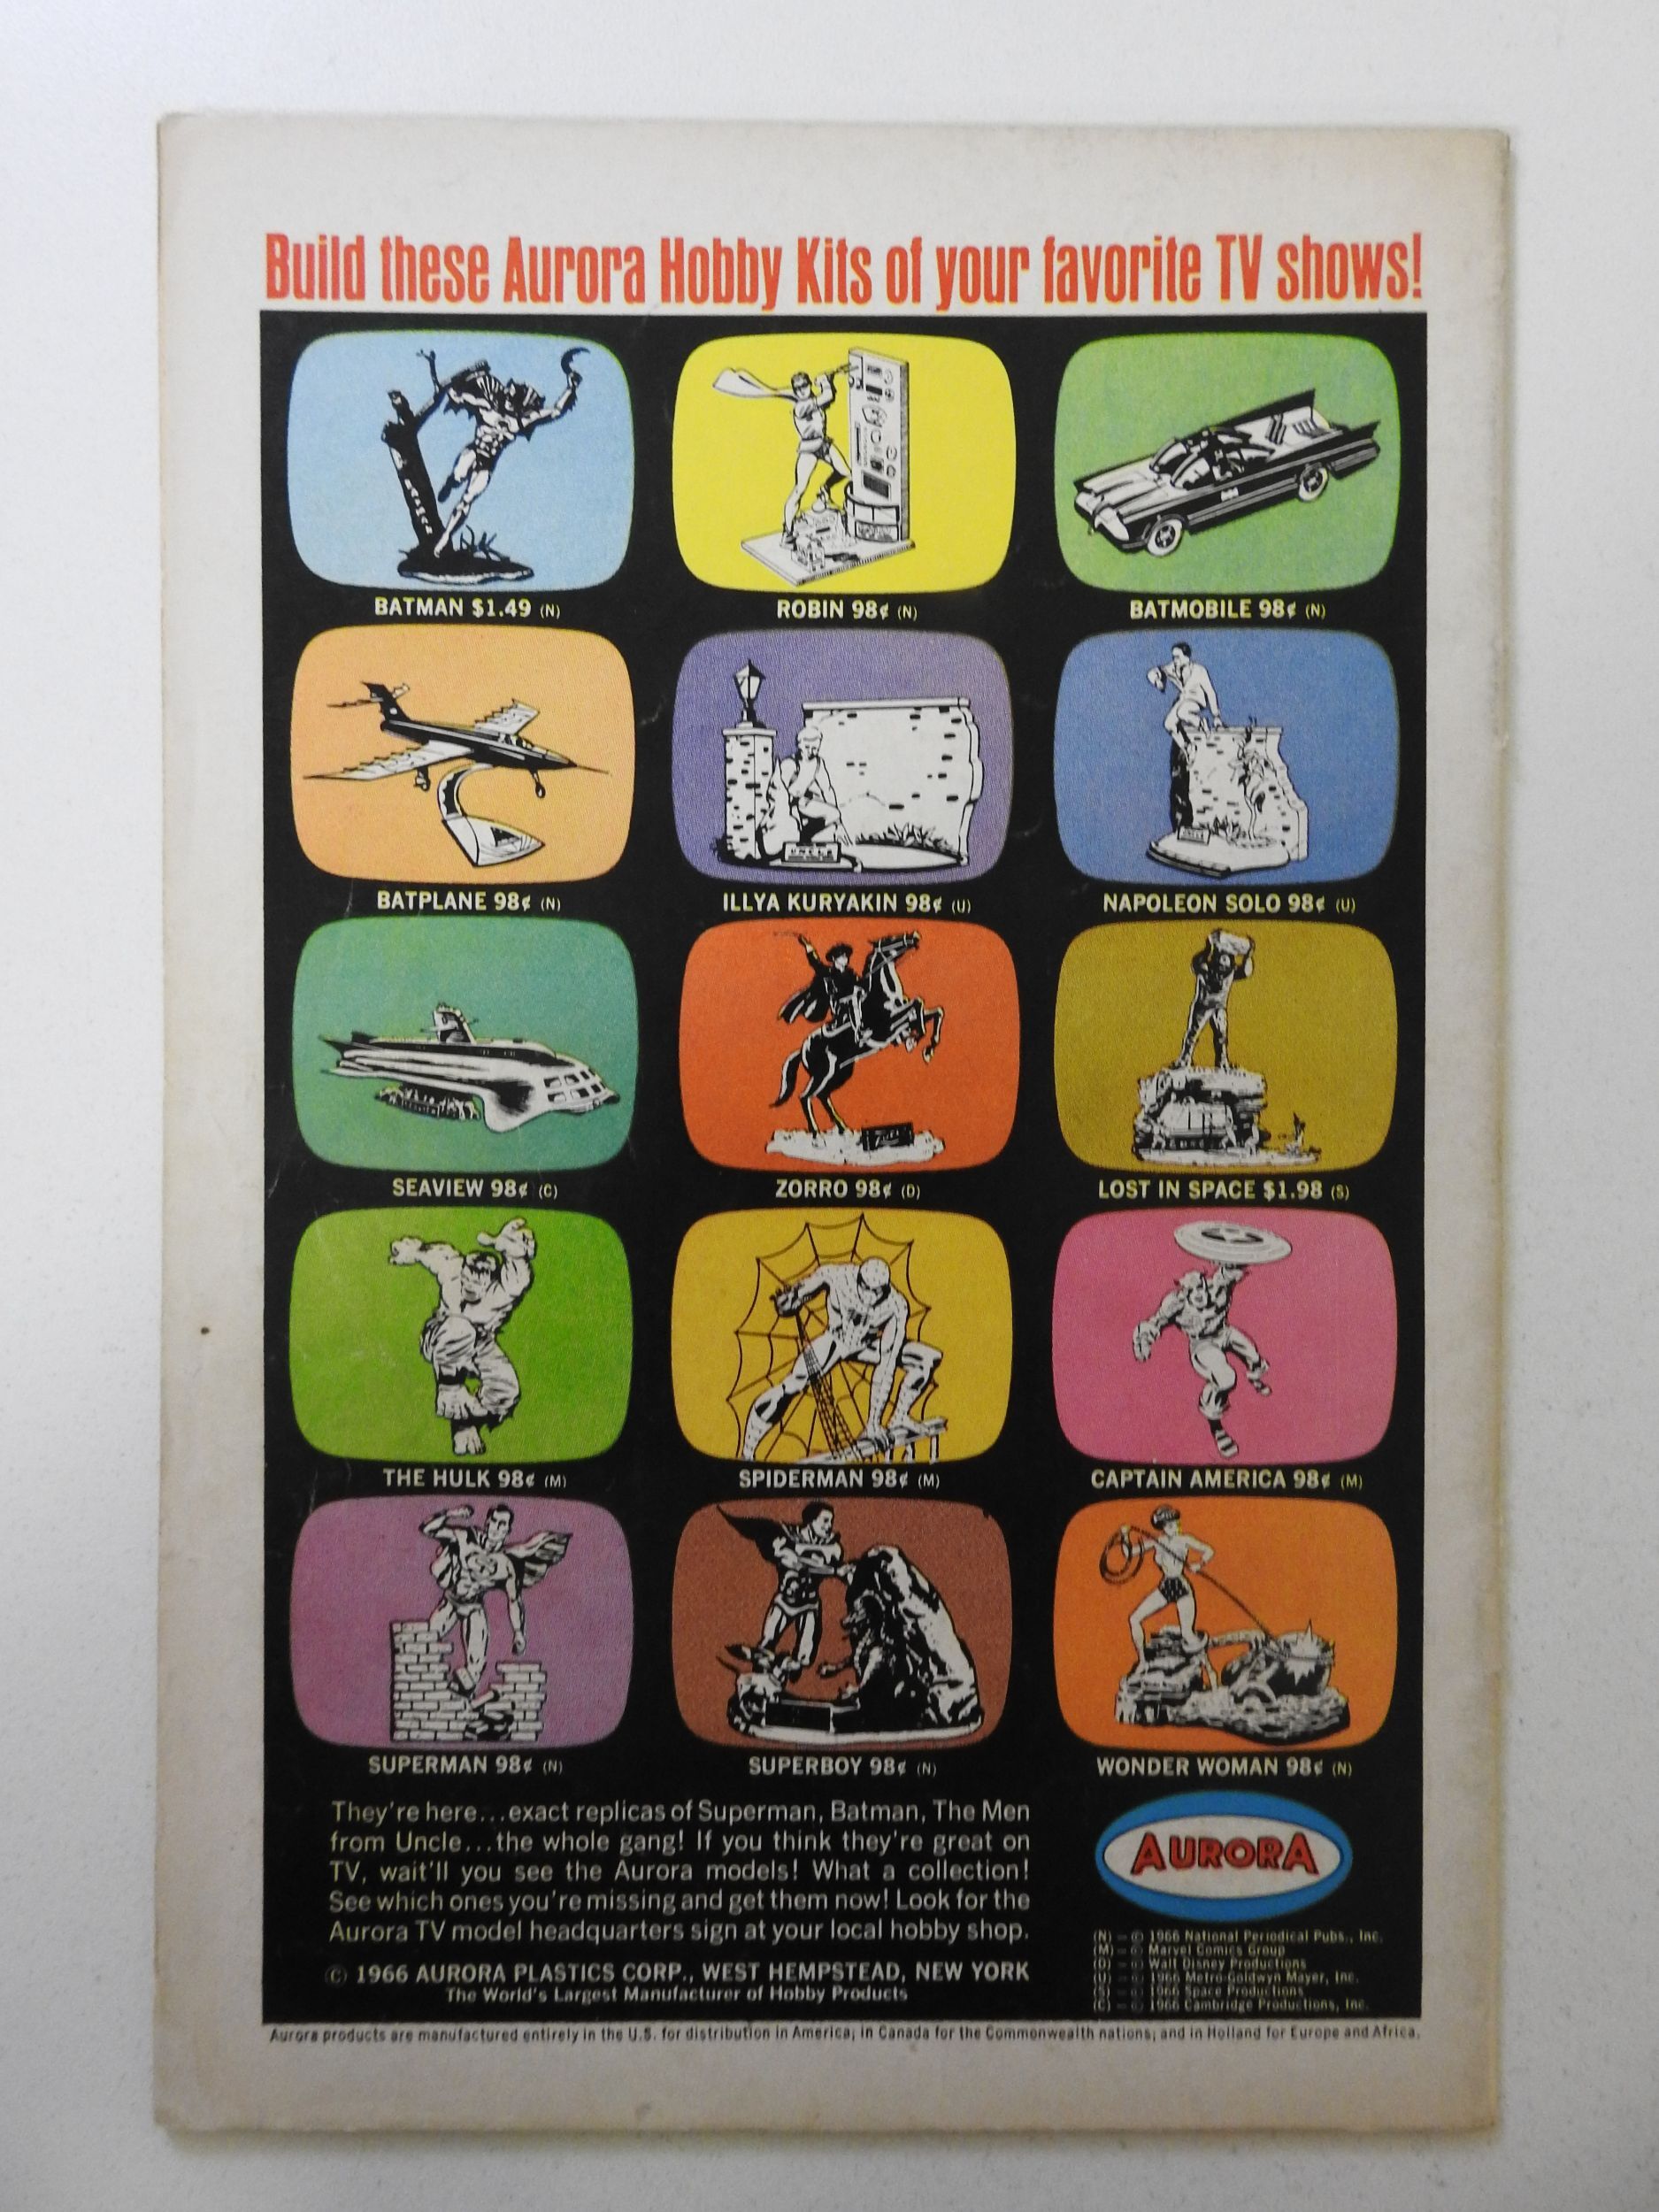 Build these Aurora Hobby Kits of your favorite TV shows!
BATMAN $1.49 (N)
ROBIN 98¢ (N)
BATMOBILE 98¢ (N)
BATPLANE 98¢ (N)
ILLYA KURYAKIN 98¢ (U)
NAPOLEON SOLO 98¢ (U)
SEAVIEW 98¢ (C)
ZORRO 98¢ (D)
LOST IN SPACE $1.98 (S)
THE HULK 98¢ (M)
SPIDERMAN 98¢ (M)
CAPTAIN AMERICA 98¢ (M)
SUPERMAN 98¢ (N)
SUPERBOY 98¢ (N)
WONDER WOMAN 98¢ (N)
They're here...exact replicas of Superman, Batman, The Men
from Uncle...the whole gang! If you think they're great on
TV, wait'll you see the Aurora models! What a collection!
See which ones you're missing and get them now! Look for the
Aurora TV model headquarters sign at your local hobby shop.
© 1966 AURORA PLASTICS CORP., WEST HEMPSTEAD, NEW YORK
The World's Largest Manufacturer of Hobby Products
AURORA
(N) — © 1966 National Periodical Pubs., Inc.
(M) — © Marvel Comics Group
(D) — © Walt Disney Productions
(U) — © 1966 Metro-Goldwyn Mayer, Inc.
(S) — © 1966 Space Productions
(C) — © 1966 Cambridge Productions, Inc.
Aurora products are manufactured entirely in the U.S. for distribution in America; in Canada for the Commonwealth nations; and in Holland for Europe and Africa.